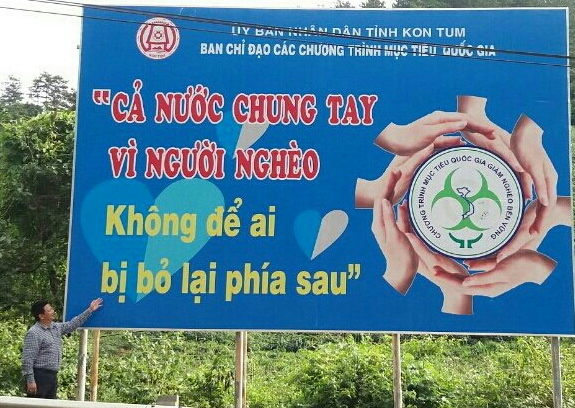 ỦY BAN NHÂN DÂN TỈNH KON TUM
BAN CHỈ ĐẠO CÁC CHƯƠNG TRÌNH MỤC TIÊU QUỐC GIA
"CẢ NƯỚC CHUNG TAY
VÌ NGƯỜI NGHÈO
Không để ai
bị bỏ lại phía sau"
CHƯƠNG TRÌNH MỤC TIÊU QUỐC GIA GIẢM NGHÈO BỀN VỮNG